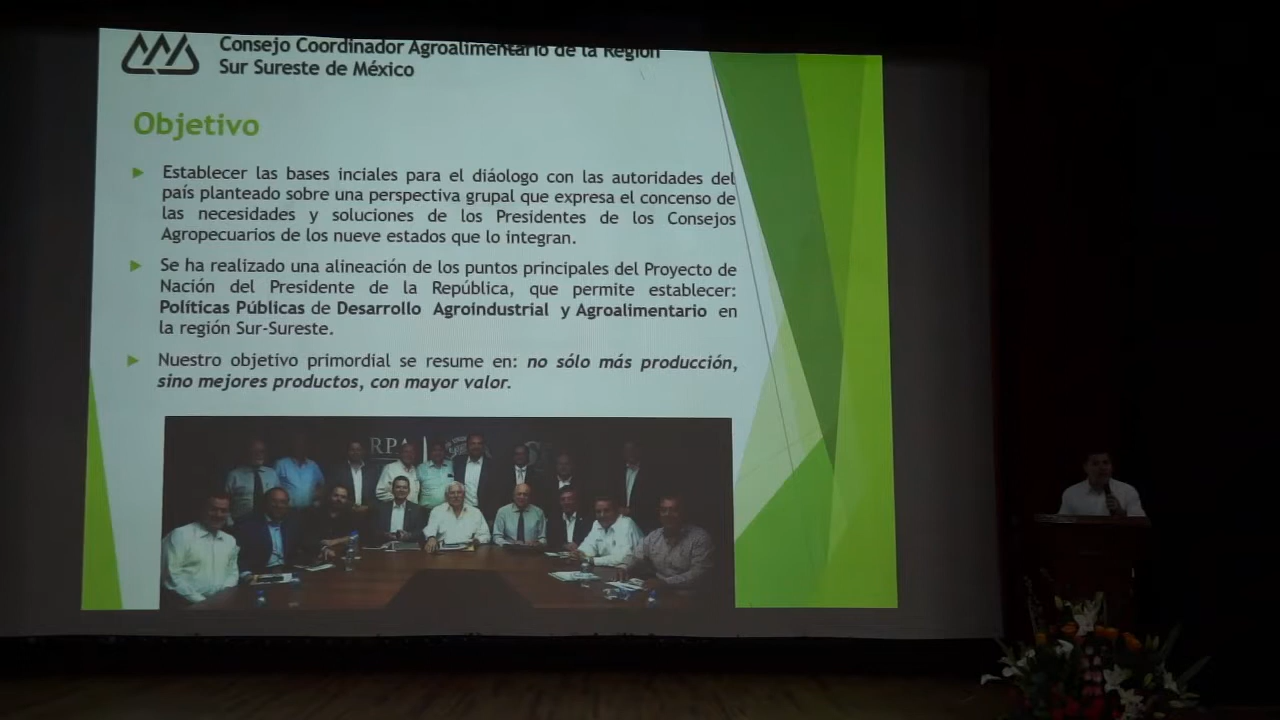 Consejo Coordinador Agroalimentario de la Región
Sur Sureste de México
Objetivo
Establecer las bases inciales para el diáologo con las autoridades del
país planteado sobre una perspectiva grupal que expresa el concenso de
las necesidades y soluciones de los Presidentes de los Consejos
Agropecuarios de los nueve estados que lo integran.
Se ha realizado una alineación de los puntos principales del Proyecto de
Nación del Presidente de la República, que permite establecer:
Políticas Públicas de Desarrollo Agroindustrial y Agroalimentario en
la región Sur-Sureste.
Nuestro objetivo primordial se resume en: no sólo más producción,
sino mejores productos, con mayor valor.